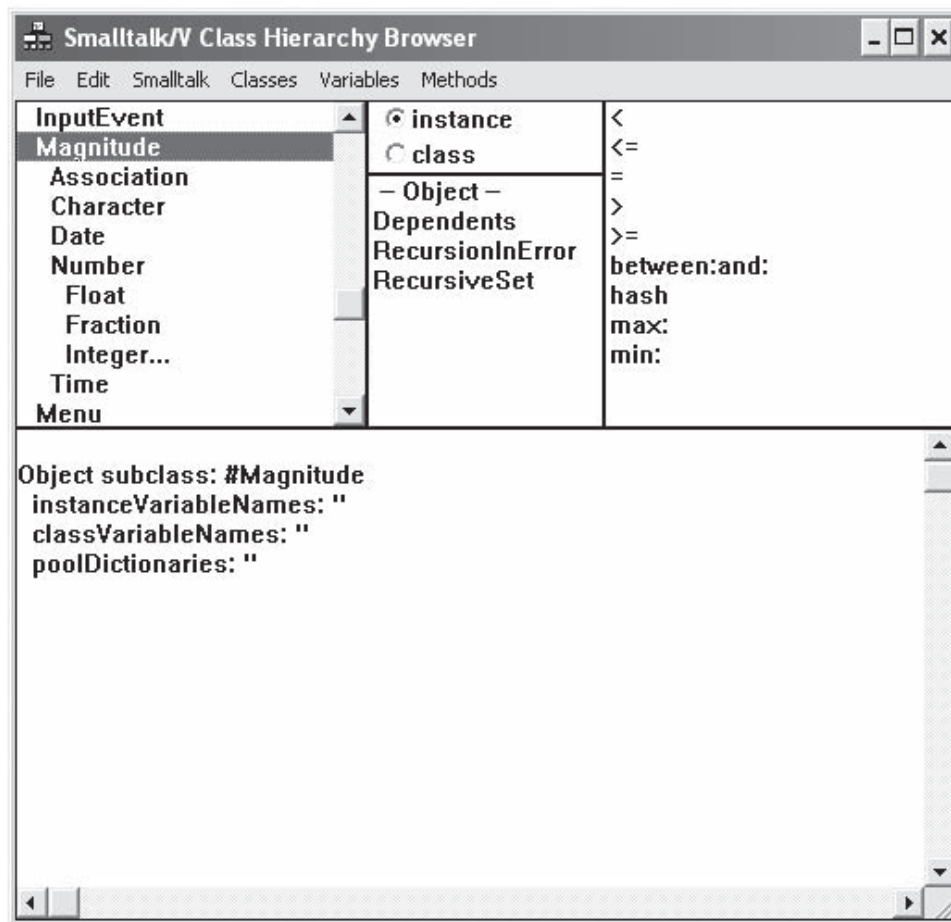 Smalltalk/V Class Hierarchy Browser
File Edit Smalltalk Classes Variables Methods
InputEvent
Magnitude
Association
Character
Date
Number
Float
Fraction
Integer...
Time
Menu
instance
class
– Object –
Dependents
RecursionInError
RecursiveSet
<
<=
=
>
>=
between:and:
hash
max:
min:
Object subclass: #Magnitude
instanceVariableNames: ''
classVariableNames: ''
poolDictionaries: ''